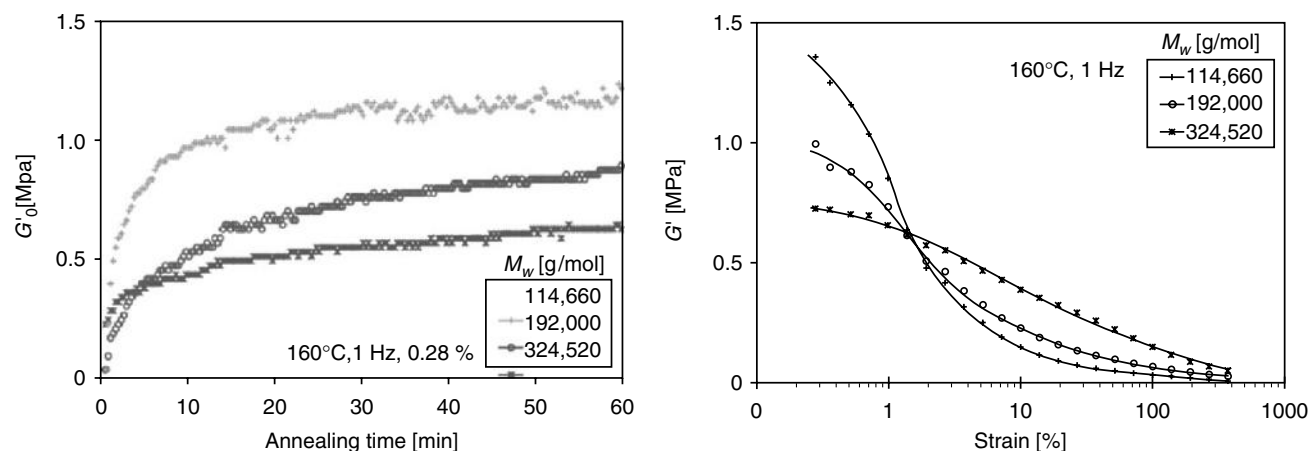 1.5
1.0
0.5
0
G'0[Mpa]
0 10 20 30 40 50 60
Annealing time [min]
160°C,1 Hz, 0.28 %
Mw [g/mol]
114,660
192,000
324,520
1.5
1.0
0.5
0
G' [MPa]
0 1 10 100 1000
Strain [%]
160°C, 1 Hz
Mw [g/mol]
114,660
192,000
324,520